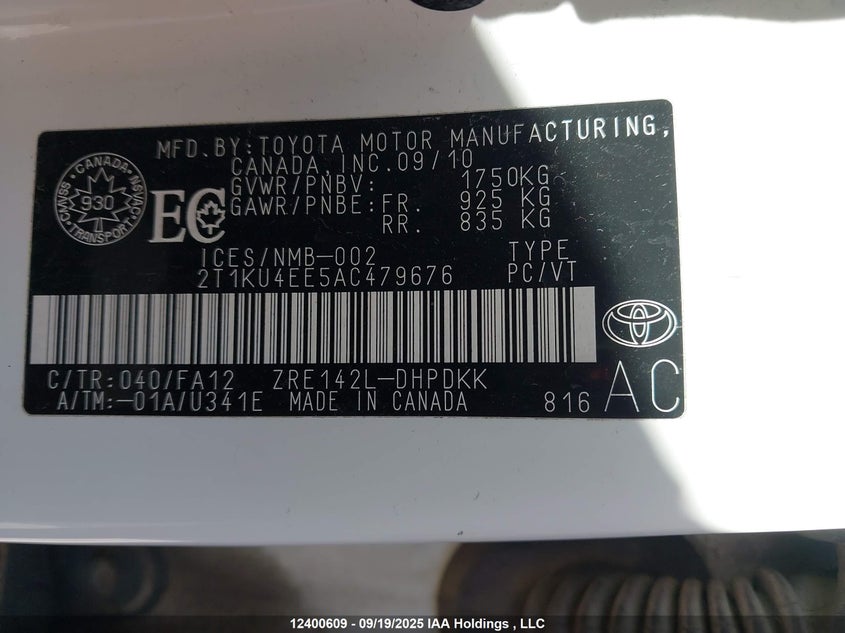 MFD.BY:TOYOTA MOTOR MANUFACTURING,
CANADA,INC.09/10
GVWR/PNBV: 1750KG
GAWR/PNBE:FR. 925 KG
RR. 835 KG
CANADA
CMVSS 930 NSVAC
TRANSPORT
EC
ICES/NMB-002 TYPE
2T1KU4EE5AC479676 PC/VT
C/TR:040/FA12 ZRE142L-DHPDKK
A/TM:-01A/U341E MADE IN CANADA 816 AC
12400609 - 09/19/2025 IAA Holdings , LLC